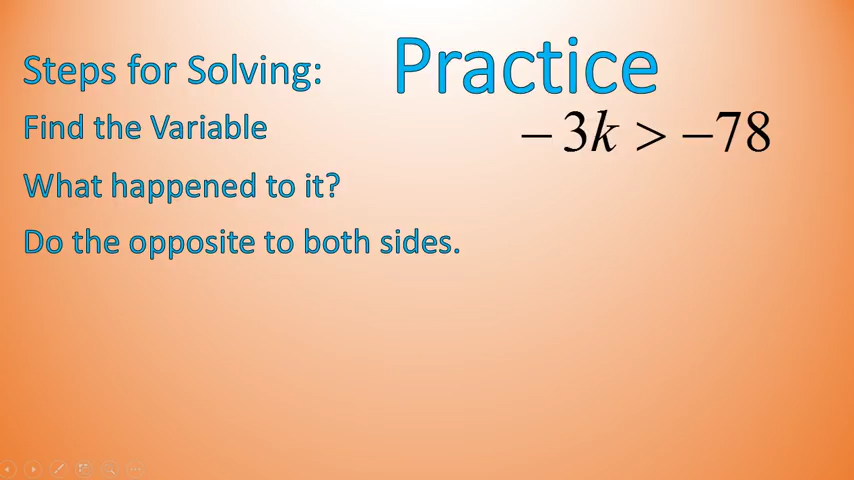 Practice
Steps for Solving:
Find the Variable
−3k > −78
What happened to it?
Do the opposite to both sides.